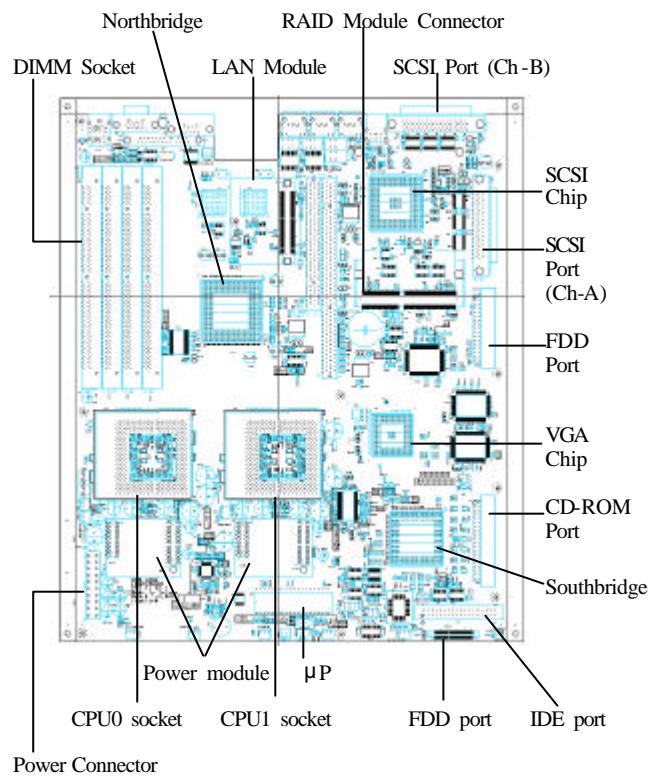 Northbridge
RAID Module Connector
DIMM Socket
LAN Module
SCSI Port (Ch-B)
SCSI
Chip
SCSI
Port
(Ch-A)
FDD
Port
VGA
Chip
CD-ROM
Port
Southbridge
Power module
µP
CPU0 socket
CPU1 socket
FDD port
IDE port
Power Connector